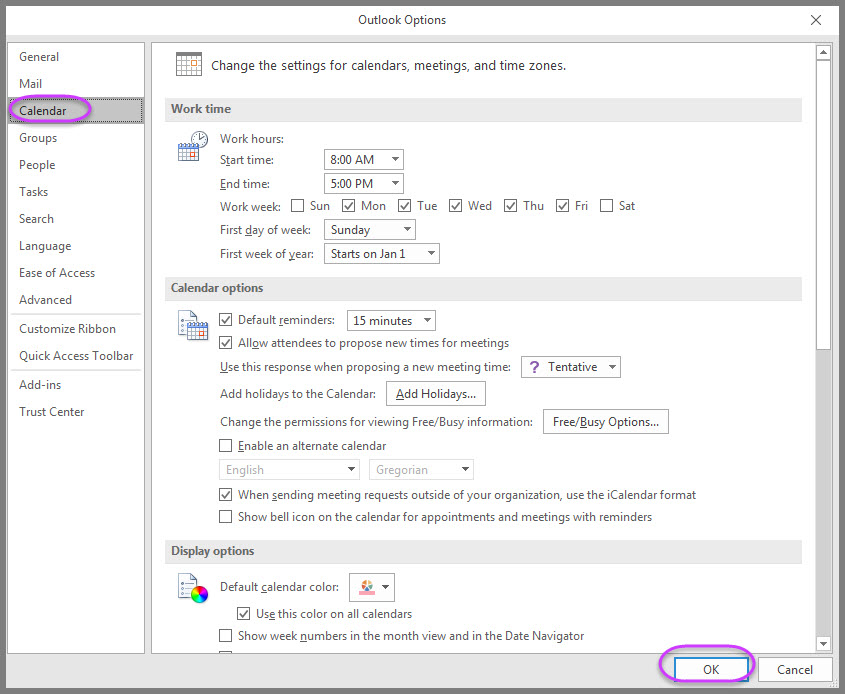 Outlook Options
General
Mail
Calendar
Groups
People
Tasks
Search
Language
Ease of Access
Advanced
Customize Ribbon
Quick Access Toolbar
Add-ins
Trust Center
Change the settings for calendars, meetings, and time zones.
Work time
Work hours:
Start time: 8:00 AM
End time: 5:00 PM
Work week: Sun Mon Tue Wed Thu Fri Sat
First day of week: Sunday
First week of year: Starts on Jan 1
Calendar options
Default reminders: 15 minutes
Allow attendees to propose new times for meetings
Use this response when proposing a new meeting time: ? Tentative
Add holidays to the Calendar: Add Holidays...
Change the permissions for viewing Free/Busy information: Free/Busy Options...
Enable an alternate calendar
English Gregorian
When sending meeting requests outside of your organization, use the iCalendar format
Show bell icon on the calendar for appointments and meetings with reminders
Display options
Default calendar color:
Use this color on all calendars
Show week numbers in the month view and in the Date Navigator
OK Cancel